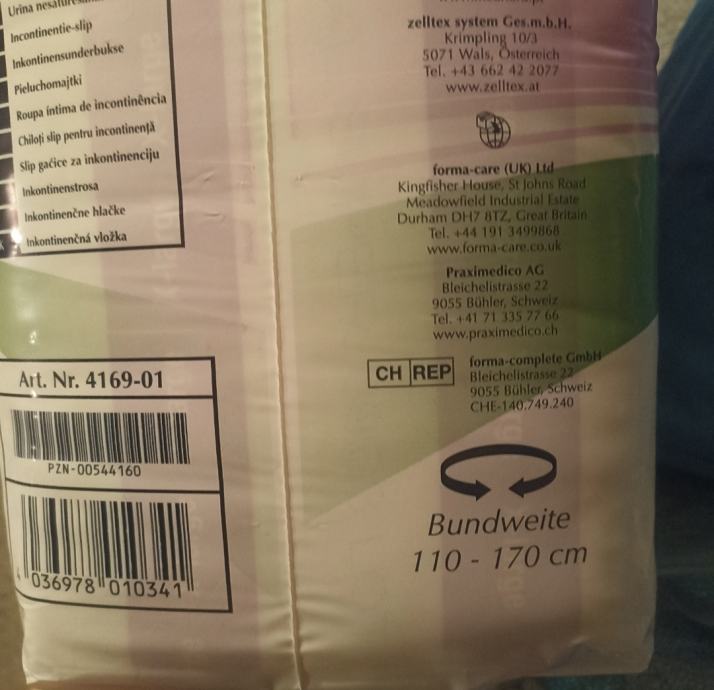 Urina
Incontinentie-slip
Inkontinensunderbukse
Pieluchomajtki
Roupa íntima de incontinência
Chiloți slip pentru incontinență
Slip gaćice za inkontinenciju
Inkontinenstrosa
Inkontinenčne hlačke
Inkontinenčná vložka
Art. Nr. 4169-01
PZN-00544160
4 036978 010341
zelltex system Ges.m.b.H.
Krimpling 10/3
5071 Wals, Österreich
Tel. +43 662 42 2077
www.zelltex.at
forma-care (UK) Ltd
Kingfisher House, St Johns Road
Meadowfield Industrial Estate
Durham DH7 8TZ, Great Britain
Tel. +44 191 3499868
www.forma-care.co.uk
Praximedico AG
Bleichelistrasse 22
9055 Bühler, Schweiz
Tel. +41 71 335 77 66
www.praximedico.ch
CH REP
forma-complete GmbH
Bleichelistrasse 22
9055 Bühler, Schweiz
CHE-140.749.240
Bundweite
110 - 170 cm